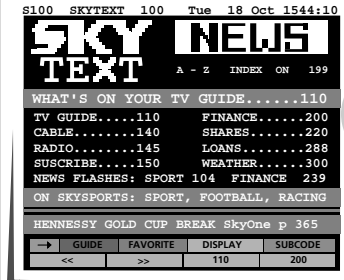 S100 SKYTEXT 100 Tue 18 Oct 1544:10
SKY NEWS
TEXT
A - Z INDEX ON 199
WHAT'S ON YOUR TV GUIDE......110
TV GUIDE.....110 FINANCE......200
CABLE........140 SHARES.......220
RADIO........145 LOANS........288
SUSCRIBE.....150 WEATHER......300
NEWS FLASHES: SPORT 104 FINANCE 239
ON SKYSPORTS: SPORT, FOOTBALL, RACING
HENNESSY GOLD CUP BREAK SkyOne p 365
→ GUIDE FAVORITE DISPLAY SUBCODE
<< >> 110 200